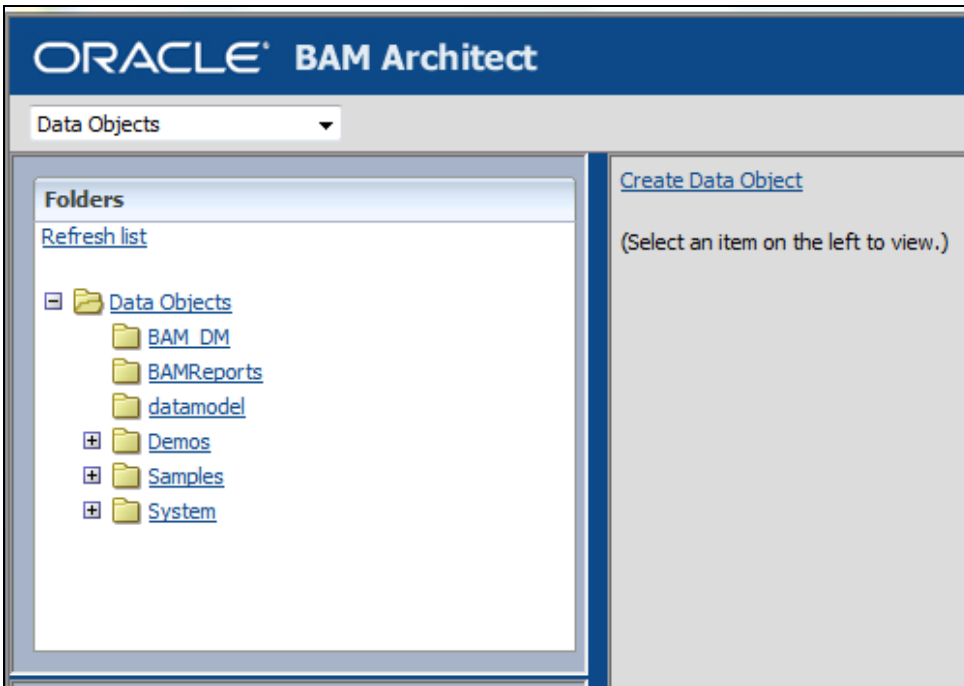 ORACLE BAM Architect
Data Objects
Folders
Refresh list
Data Objects
BAM_DM
BAMReports
datamodel
Demos
Samples
System
Create Data Object
(Select an item on the left to view.)